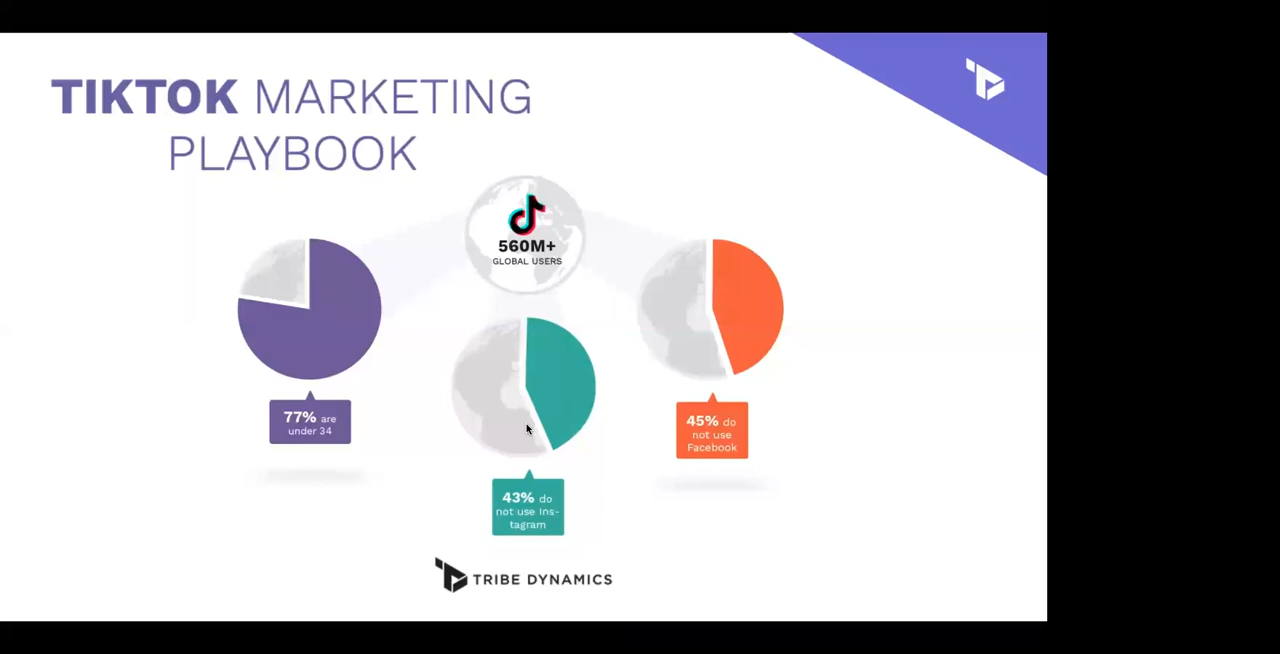 TIKTOK MARKETING
PLAYBOOK
560M+
GLOBAL USERS
77% are
under 34
43% do
not use Ins-
tagram
45% do
not use
Facebook
TRIBE DYNAMICS